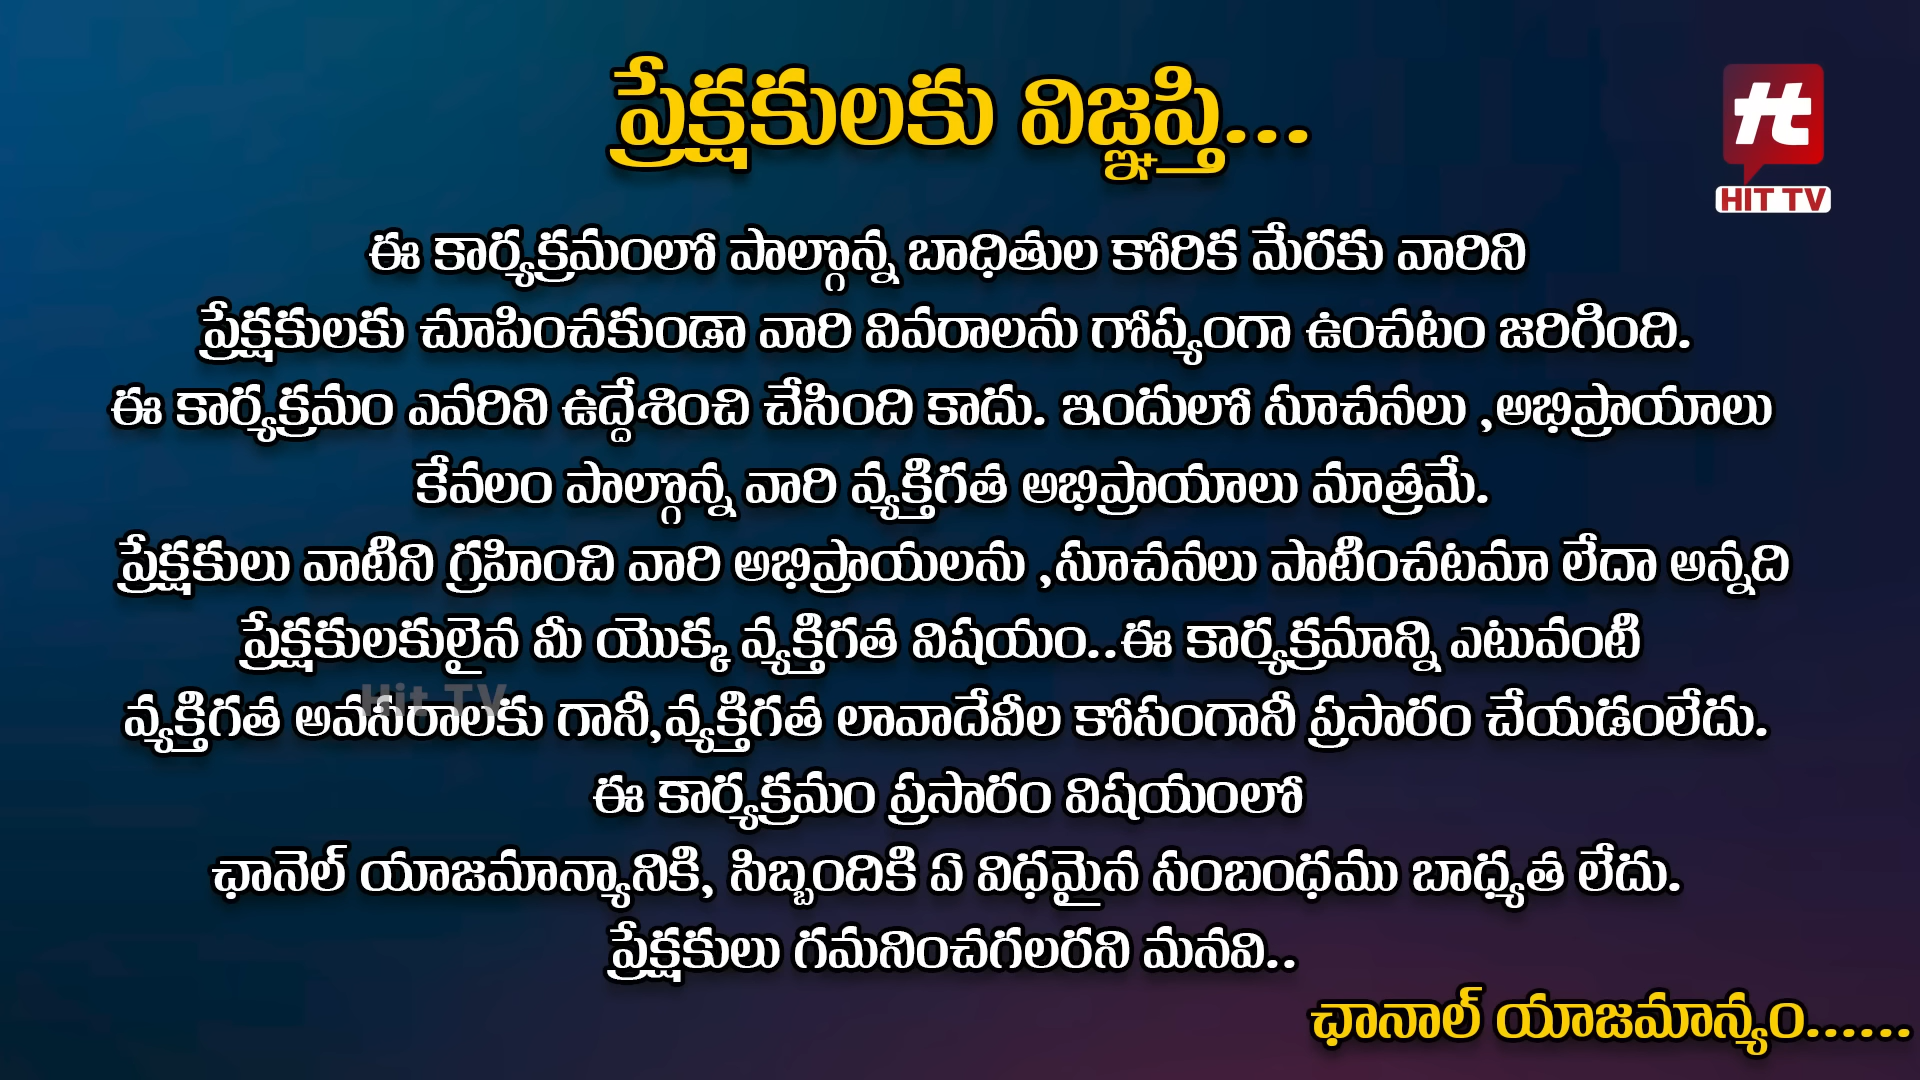 ప్రేక్షకులకు విజ్ఞప్తి...
HIT TV
ఈ కార్యక్రమంలో పాల్గొన్న బాధితుల కోరిక మేరకు వారిని
ప్రేక్షకులకు చూపించకుండా వారి వివరాలను గోప్యంగా ఉంచటం జరిగింది.
ఈ కార్యక్రమం ఎవరిని ఉద్దేశించి చేసింది కాదు. ఇందులో సూచనలు ,అభిప్రాయాలు
కేవలం పాల్గొన్న వారి వ్యక్తిగత అభిప్రాయాలు మాత్రమే.
ప్రేక్షకులు వాటిని గ్రహించి వారి అభిప్రాయలను ,సూచనలు పాటించటమా లేదా అన్నది
ప్రేక్షకులకులైన మీ యొక్క వ్యక్తిగత విషయం..ఈ కార్యక్రమాన్ని ఎటువంటి
Hit TV
వ్యక్తిగత అవసరాలకు గానీ,వ్యక్తిగత లావాదేవీల కోసంగానీ ప్రసారం చేయడంలేదు.
ఈ కార్యక్రమం ప్రసారం విషయంలో
ఛానెల్ యాజమాన్యానికి, సిబ్బందికి ఏ విధమైన సంబంధము బాధ్యత లేదు.
ప్రేక్షకులు గమనించగలరని మనవి..
ఛానాల్ యాజమాన్యం......